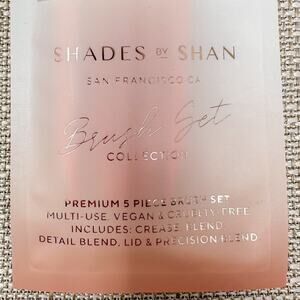 SHADES BY SHAN
SAN FRANCISCO CA
Brush Set
COLLECTION
PREMIUM 5 PIECE BRUSH SET
MULTI-USE, VEGAN & CRUELTY-FREE
INCLUDES: CREASE BLEND
DETAIL BLEND, LID & PRECISION BLEND